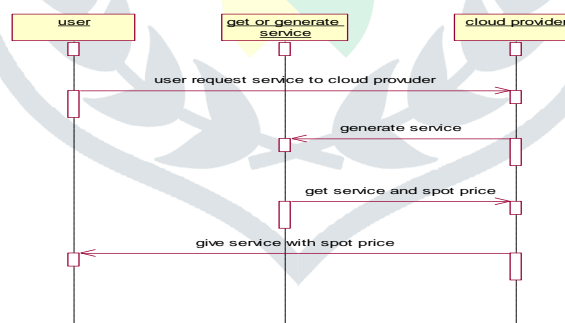 user
get or generate
service
cloud provider
user request service to cloud provuder
generate service
get service and spot price
give service with spot price